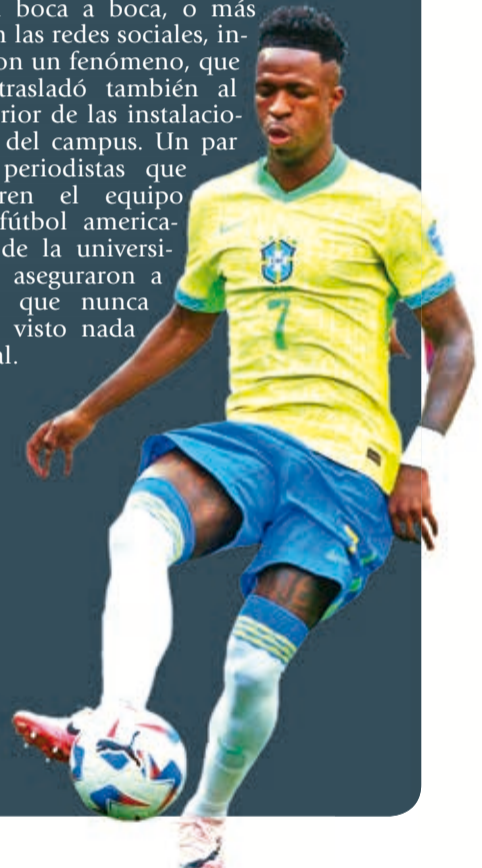 boca a boca, o más
n las redes sociales, in-
on un fenómeno, que
trasladó también al
rior de las instalacio-
del campus. Un par
periodistas que
ren el equipo
fútbol america-
de la universi-
aseguraron a
que nunca
visto nada
al.
7